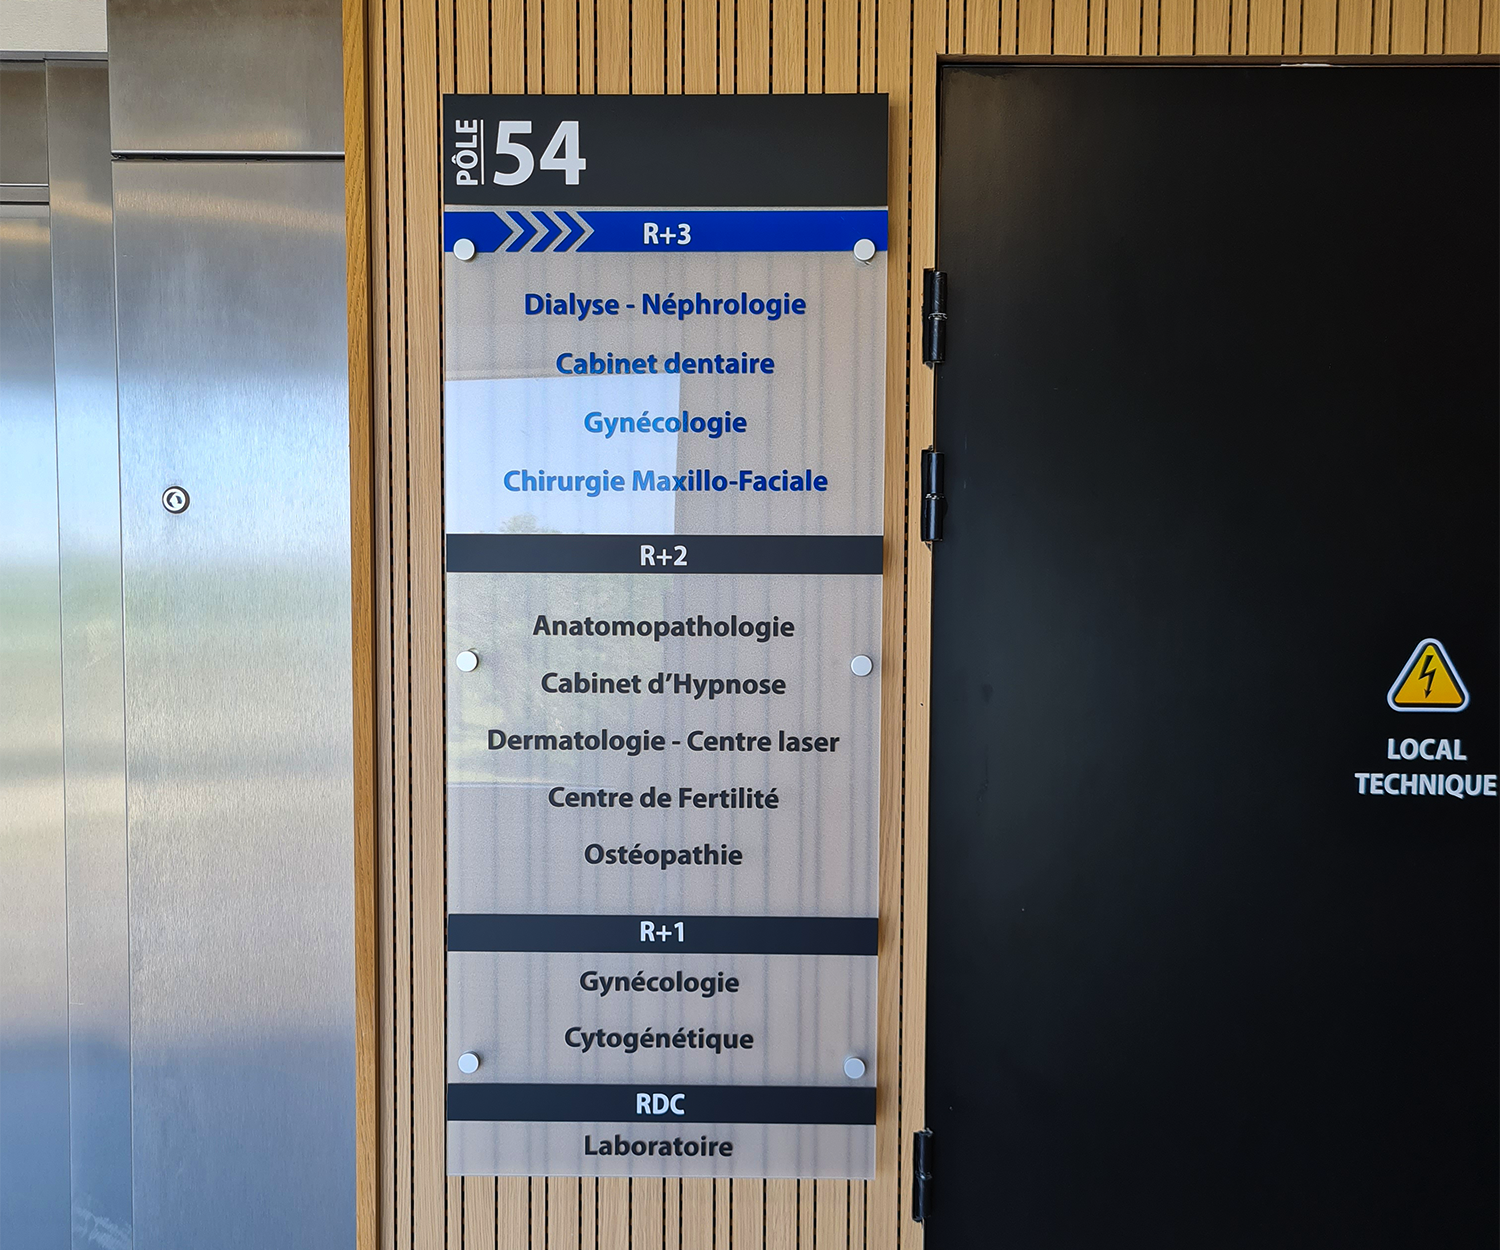 PÔLE 54
R+3
Dialyse - Néphrologie
Cabinet dentaire
Gynécologie
Chirurgie Maxillo-Faciale
R+2
Anatomopathologie
Cabinet d’Hypnose
Dermatologie - Centre laser
Centre de Fertilité
Ostéopathie
R+1
Gynécologie
Cytogénétique
RDC
Laboratoire
LOCAL
TECHNIQUE